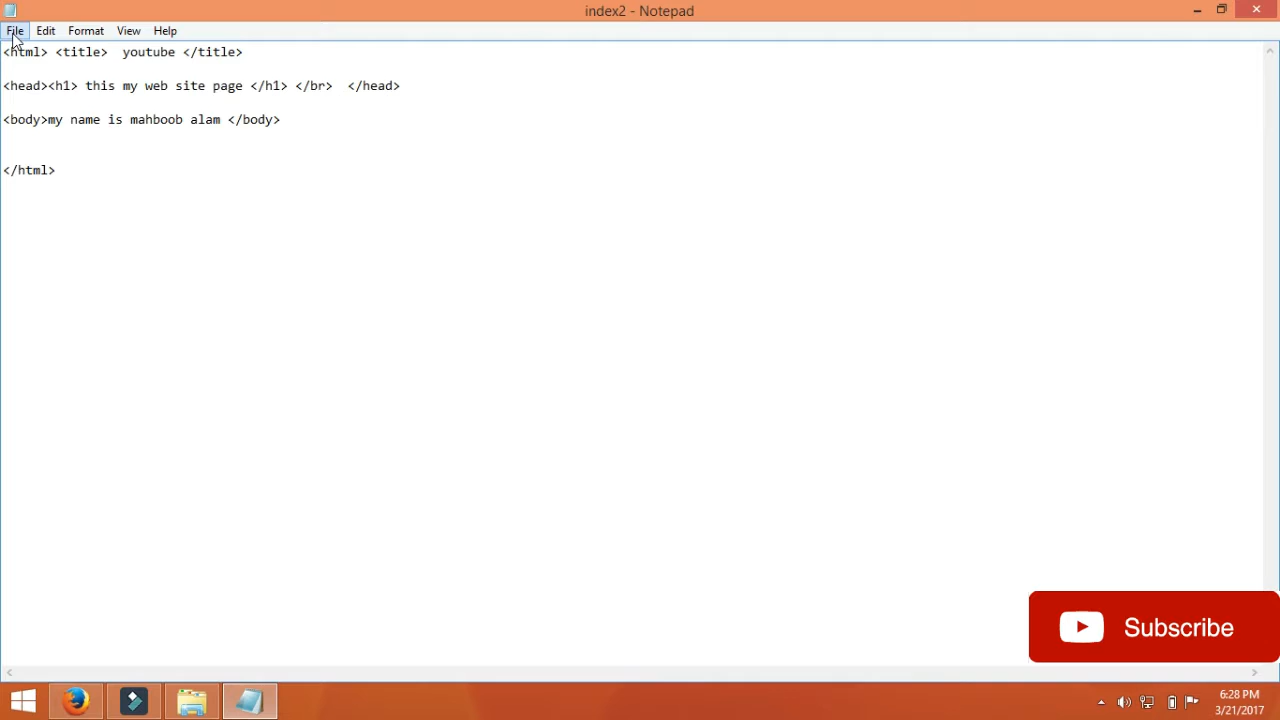 index2 - Notepad
File Edit Format View Help
<html> <title>  youtube </title>
<head><h1> this my web site page </h1> </br>  </head>
<body>my name is mahboob alam </body>
</html>
Subscribe
6:28 PM
3/21/2017